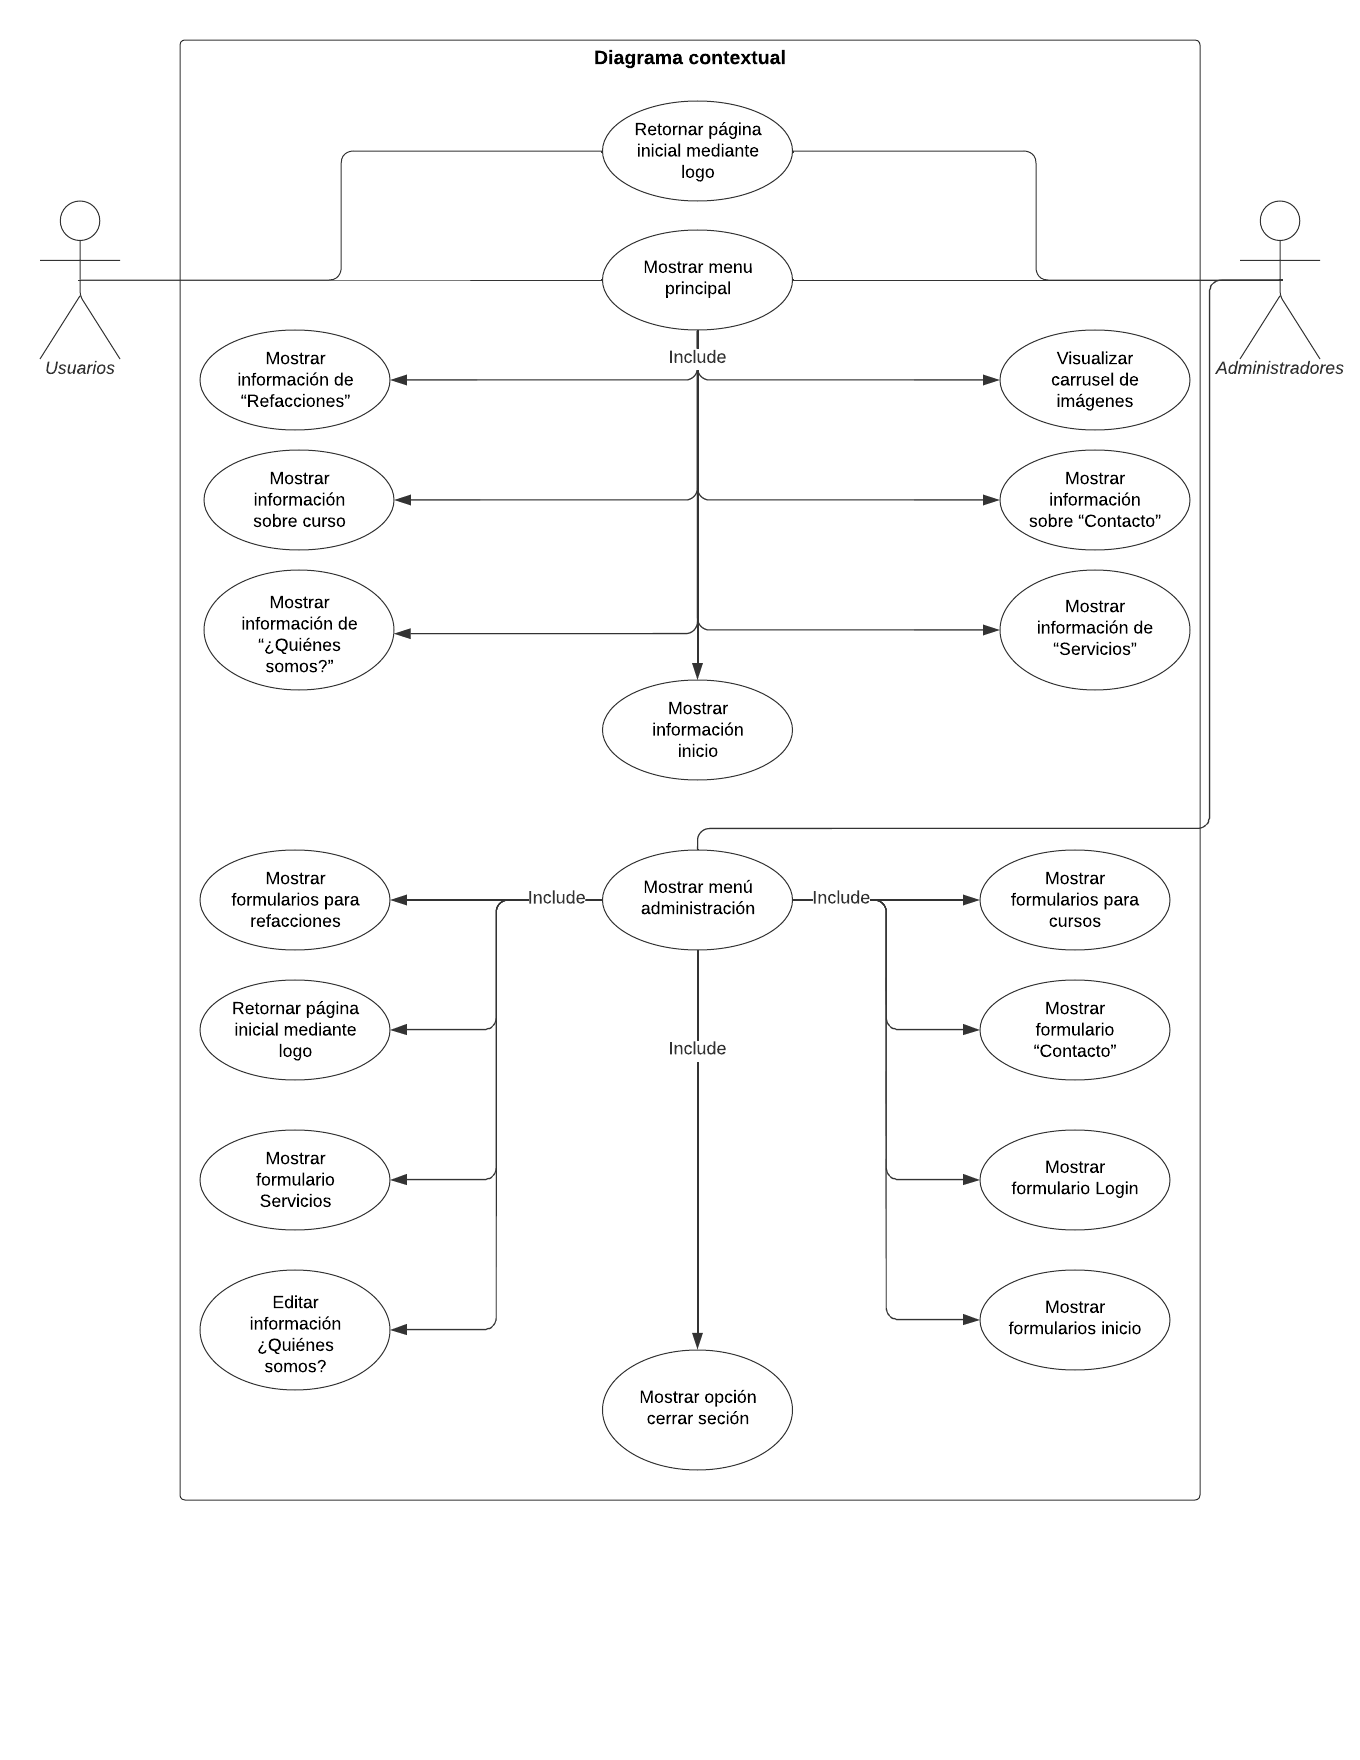 Diagrama contextual
Retornar página
inicial mediante
logo
Mostrar menu
principal
Usuarios
Administradores
Include
Mostrar
información de
“Refacciones”
Visualizar
carrusel de
imágenes
Mostrar
información
sobre curso
Mostrar
información
sobre “Contacto”
Mostrar
información de
“¿Quiénes
somos?”
Mostrar
información de
“Servicios”
Mostrar
información
inicio
Mostrar
formularios para
refacciones
Include
Mostrar menú
administración
Include
Mostrar
formularios para
cursos
Retornar página
inicial mediante
logo
Include
Mostrar
formulario
“Contacto”
Mostrar
formulario
Servicios
Mostrar
formulario Login
Editar
información
¿Quiénes
somos?
Mostrar
formularios inicio
Mostrar opción
cerrar seción